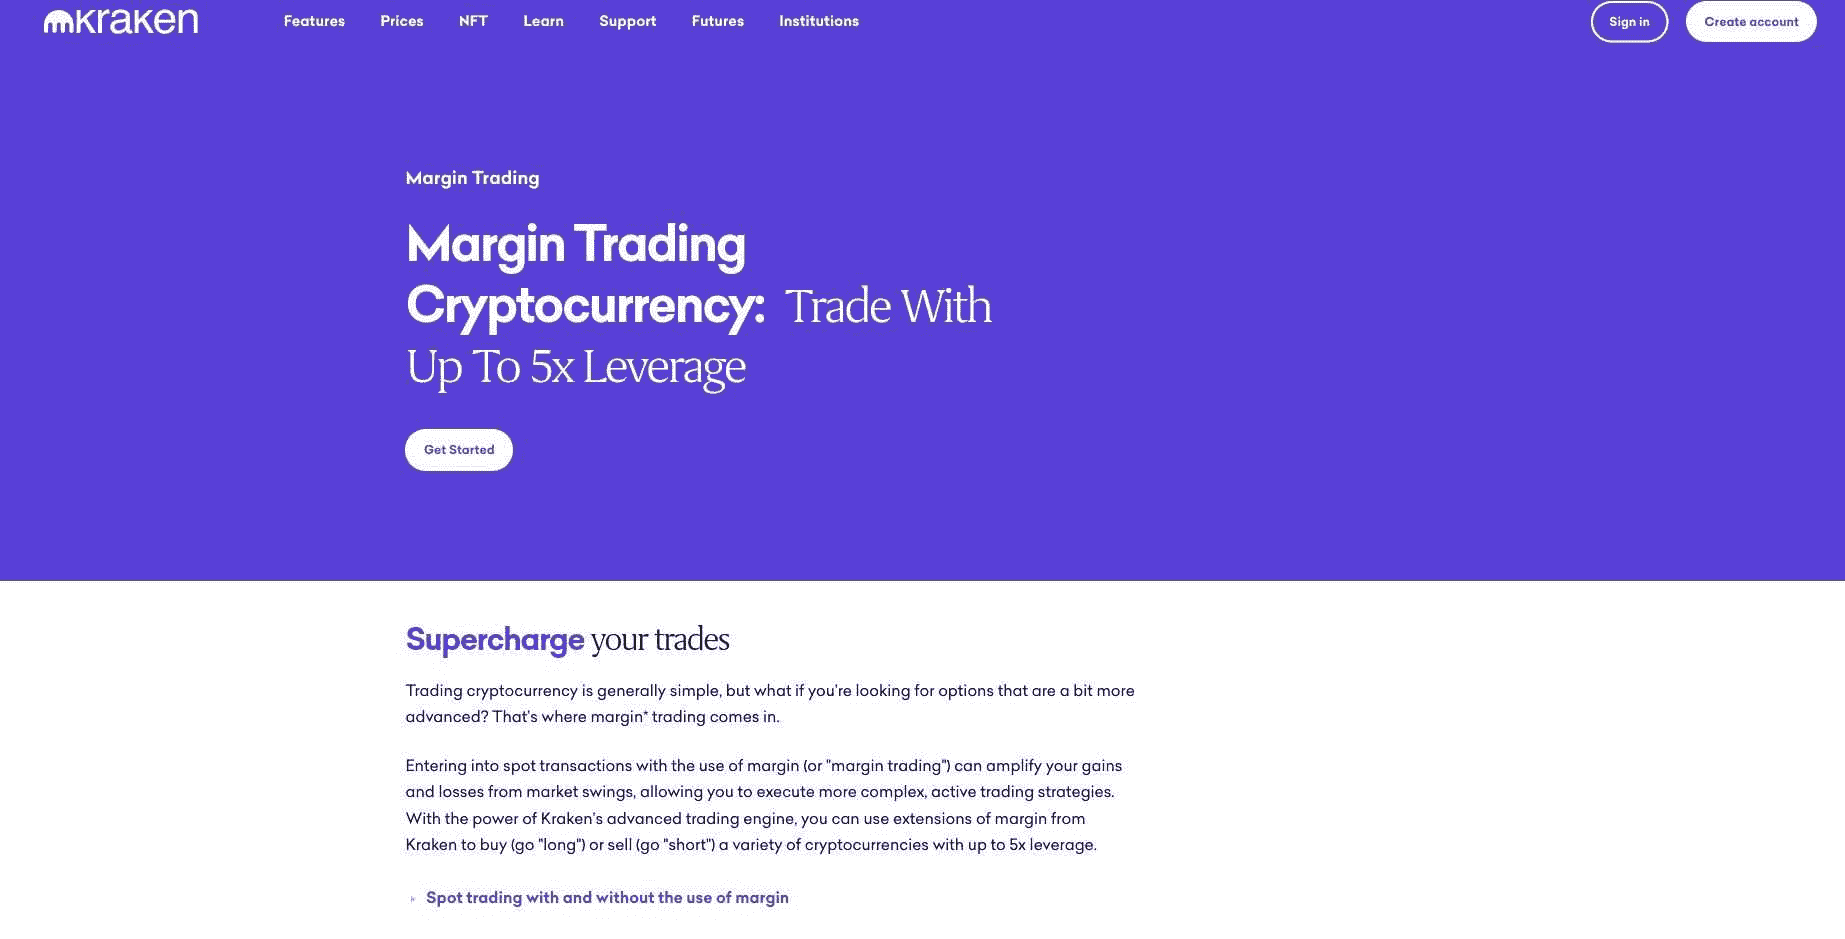 mkraken Features Prices NFT Learn Support Futures Institutions Sign in Create account
Margin Trading
Margin Trading
Cryptocurrency: Trade With
Up To 5x Leverage
Get Started
Supercharge your trades
Trading cryptocurrency is generally simple, but what if you're looking for options that are a bit more
advanced? That's where margin* trading comes in.
Entering into spot transactions with the use of margin (or "margin trading") can amplify your gains
and losses from market swings, allowing you to execute more complex, active trading strategies.
With the power of Kraken's advanced trading engine, you can use extensions of margin from
Kraken to buy (go "long") or sell (go "short") a variety of cryptocurrencies with up to 5x leverage.
Spot trading with and without the use of margin